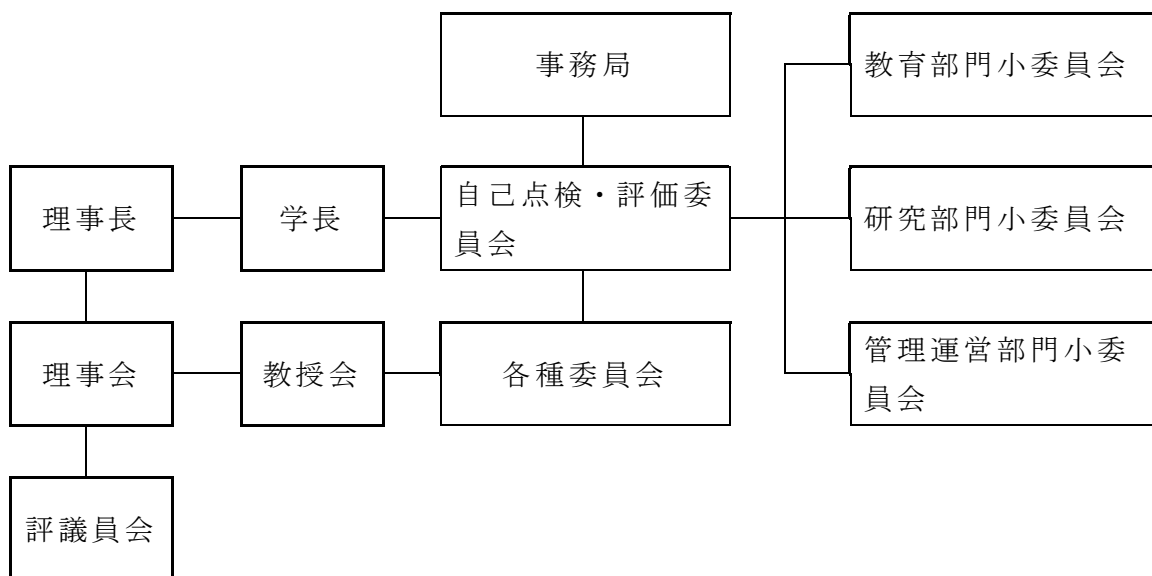 事務局
教育部門小委員会
理事長
学長
自己点検・評価委
員会
研究部門小委員会
理事会
教授会
各種委員会
管理運営部門小委
員会
評議員会